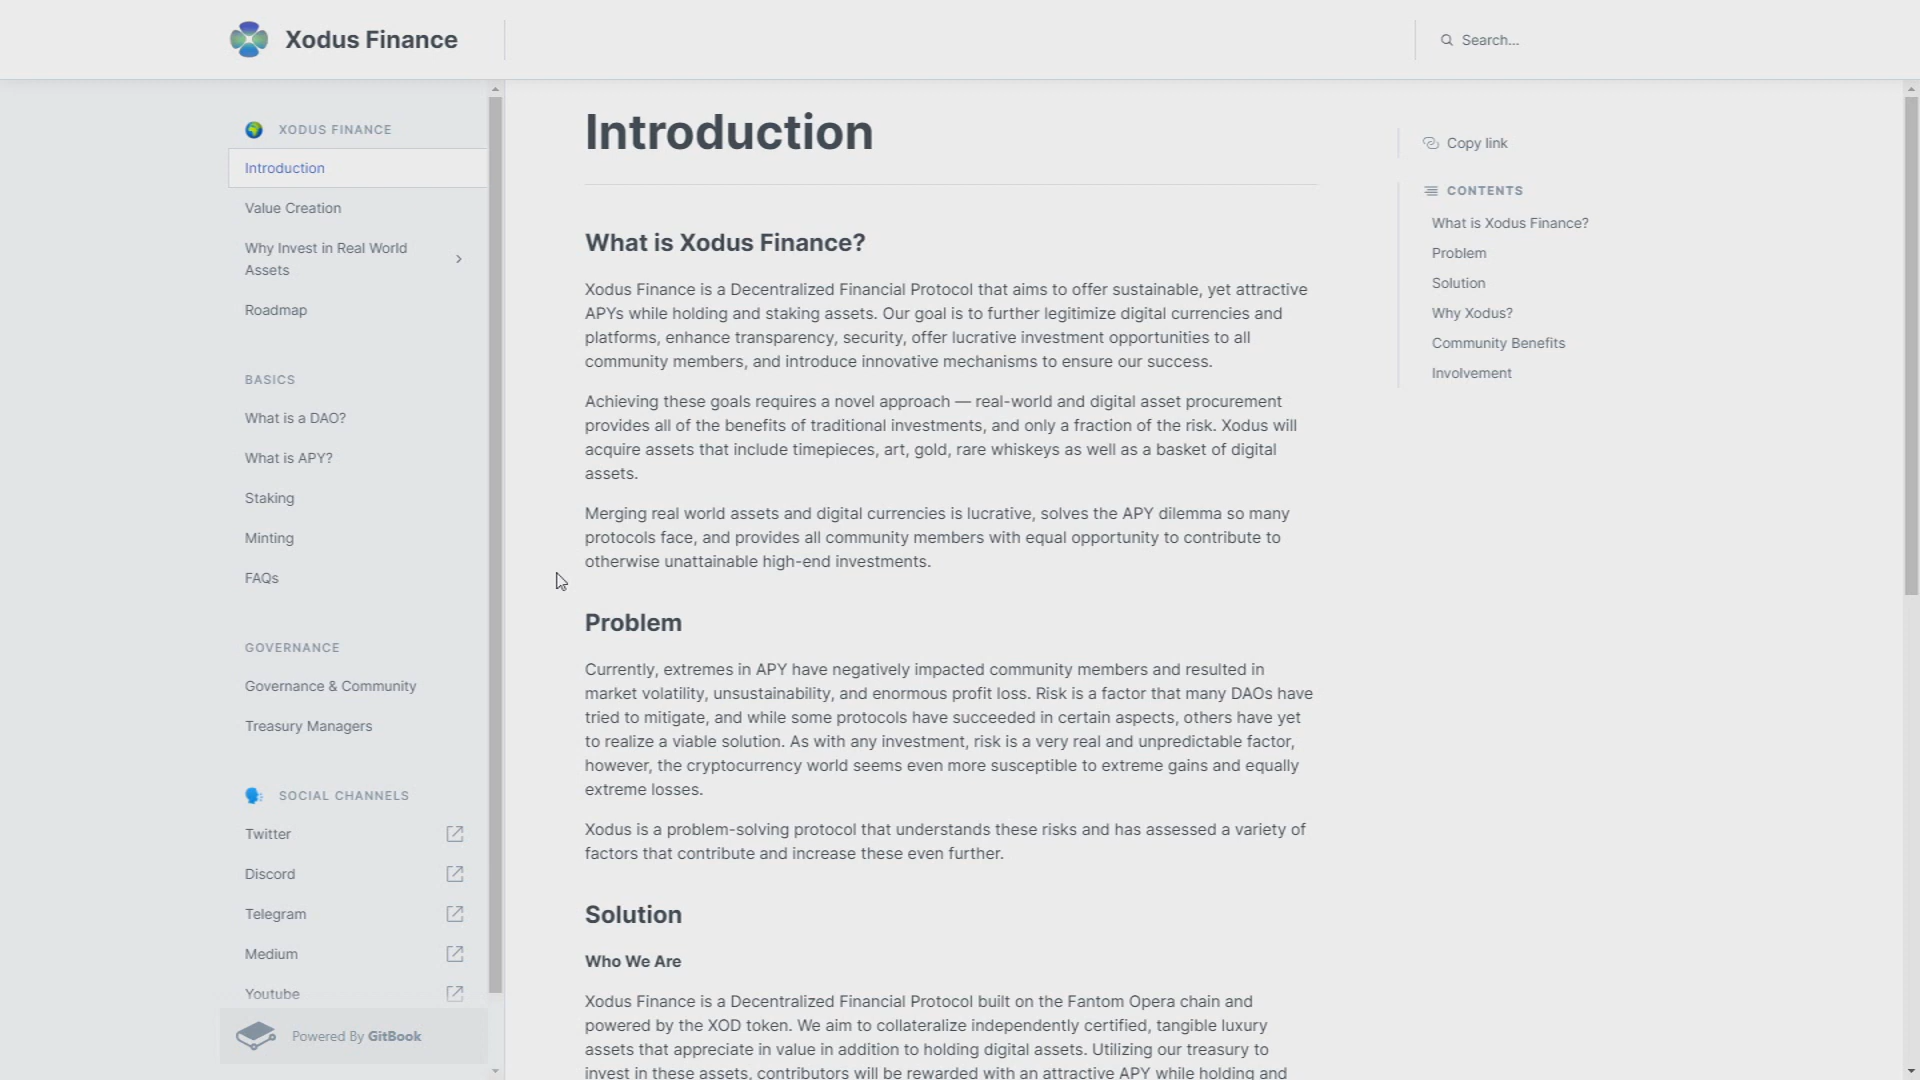 Xodus Finance
Search...
XODUS FINANCE
Introduction
Value Creation
Why Invest in Real World
Assets
Roadmap
BASICS
What is a DAO?
What is APY?
Staking
Minting
FAQs
GOVERNANCE
Governance & Community
Treasury Managers
SOCIAL CHANNELS
Twitter
Discord
Telegram
Medium
Youtube
Powered By GitBook
Introduction
What is Xodus Finance?
Xodus Finance is a Decentralized Financial Protocol that aims to offer sustainable, yet attractive
APYs while holding and staking assets. Our goal is to further legitimize digital currencies and
platforms, enhance transparency, security, offer lucrative investment opportunities to all
community members, and introduce innovative mechanisms to ensure our success.
Achieving these goals requires a novel approach — real-world and digital asset procurement
provides all of the benefits of traditional investments, and only a fraction of the risk. Xodus will
acquire assets that include timepieces, art, gold, rare whiskeys as well as a basket of digital
assets.
Merging real world assets and digital currencies is lucrative, solves the APY dilemma so many
protocols face, and provides all community members with equal opportunity to contribute to
otherwise unattainable high-end investments.
Problem
Currently, extremes in APY have negatively impacted community members and resulted in
market volatility, unsustainability, and enormous profit loss. Risk is a factor that many DAOs have
tried to mitigate, and while some protocols have succeeded in certain aspects, others have yet
to realize a viable solution. As with any investment, risk is a very real and unpredictable factor,
however, the cryptocurrency world seems even more susceptible to extreme gains and equally
extreme losses.
Xodus is a problem-solving protocol that understands these risks and has assessed a variety of
factors that contribute and increase these even further.
Solution
Who We Are
Xodus Finance is a Decentralized Financial Protocol built on the Fantom Opera chain and
powered by the XOD token. We aim to collateralize independently certified, tangible luxury
assets that appreciate in value in addition to holding digital assets. Utilizing our treasury to
invest in these assets, contributors will be rewarded with an attractive APY while holding and
Copy link
CONTENTS
What is Xodus Finance?
Problem
Solution
Why Xodus?
Community Benefits
Involvement